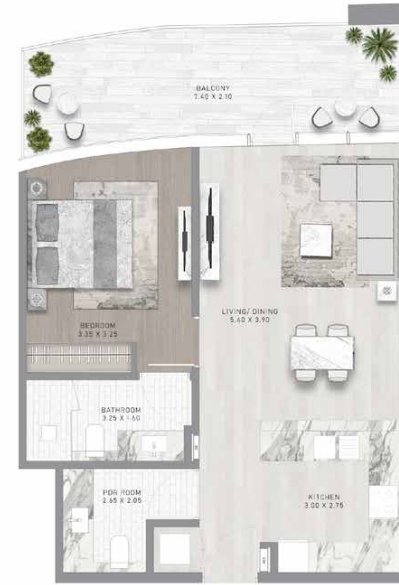 BALCONY
7.40 X 2.10
LIVING/ DINING
5.60 X 3.90
BEDROOM
3.35 X 3.25
BATHROOM
3.25 X 1.60
PDR ROOM
2.65 X 2.05
KITCHEN
3.00 X 2.75